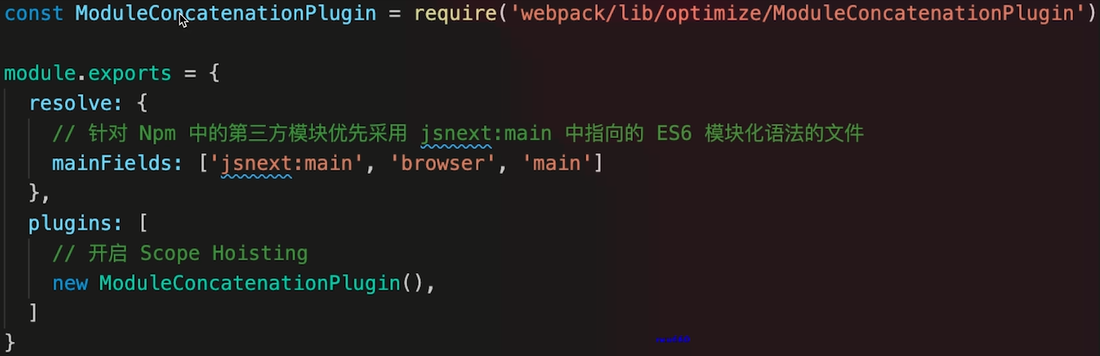 const ModuleConcatenationPlugin = require('webpack/lib/optimize/ModuleConcatenationPlugin')
module.exports = {
resolve: {
// 针对 Npm 中的第三方模块优先采用 jsnext:main 中指向的 ES6 模块化语法的文件
mainFields: ['jsnext:main', 'browser', 'main']
},
plugins: [
// 开启 Scope Hoisting
new ModuleConcatenationPlugin(),
]
}